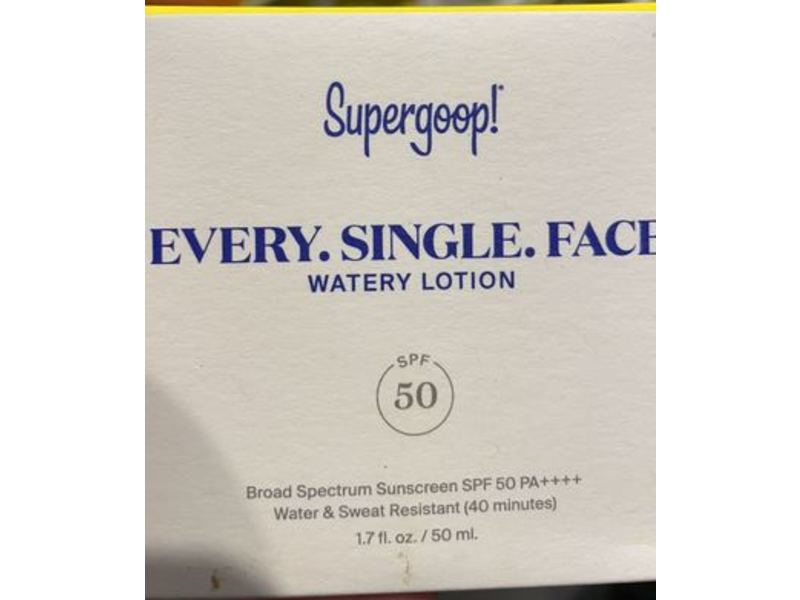 Supergoop!
EVERY. SINGLE. FACE
WATERY LOTION
SPF
50
Broad Spectrum Sunscreen SPF 50 PA++++
Water & Sweat Resistant (40 minutes)
1.7 fl. oz. / 50 ml.